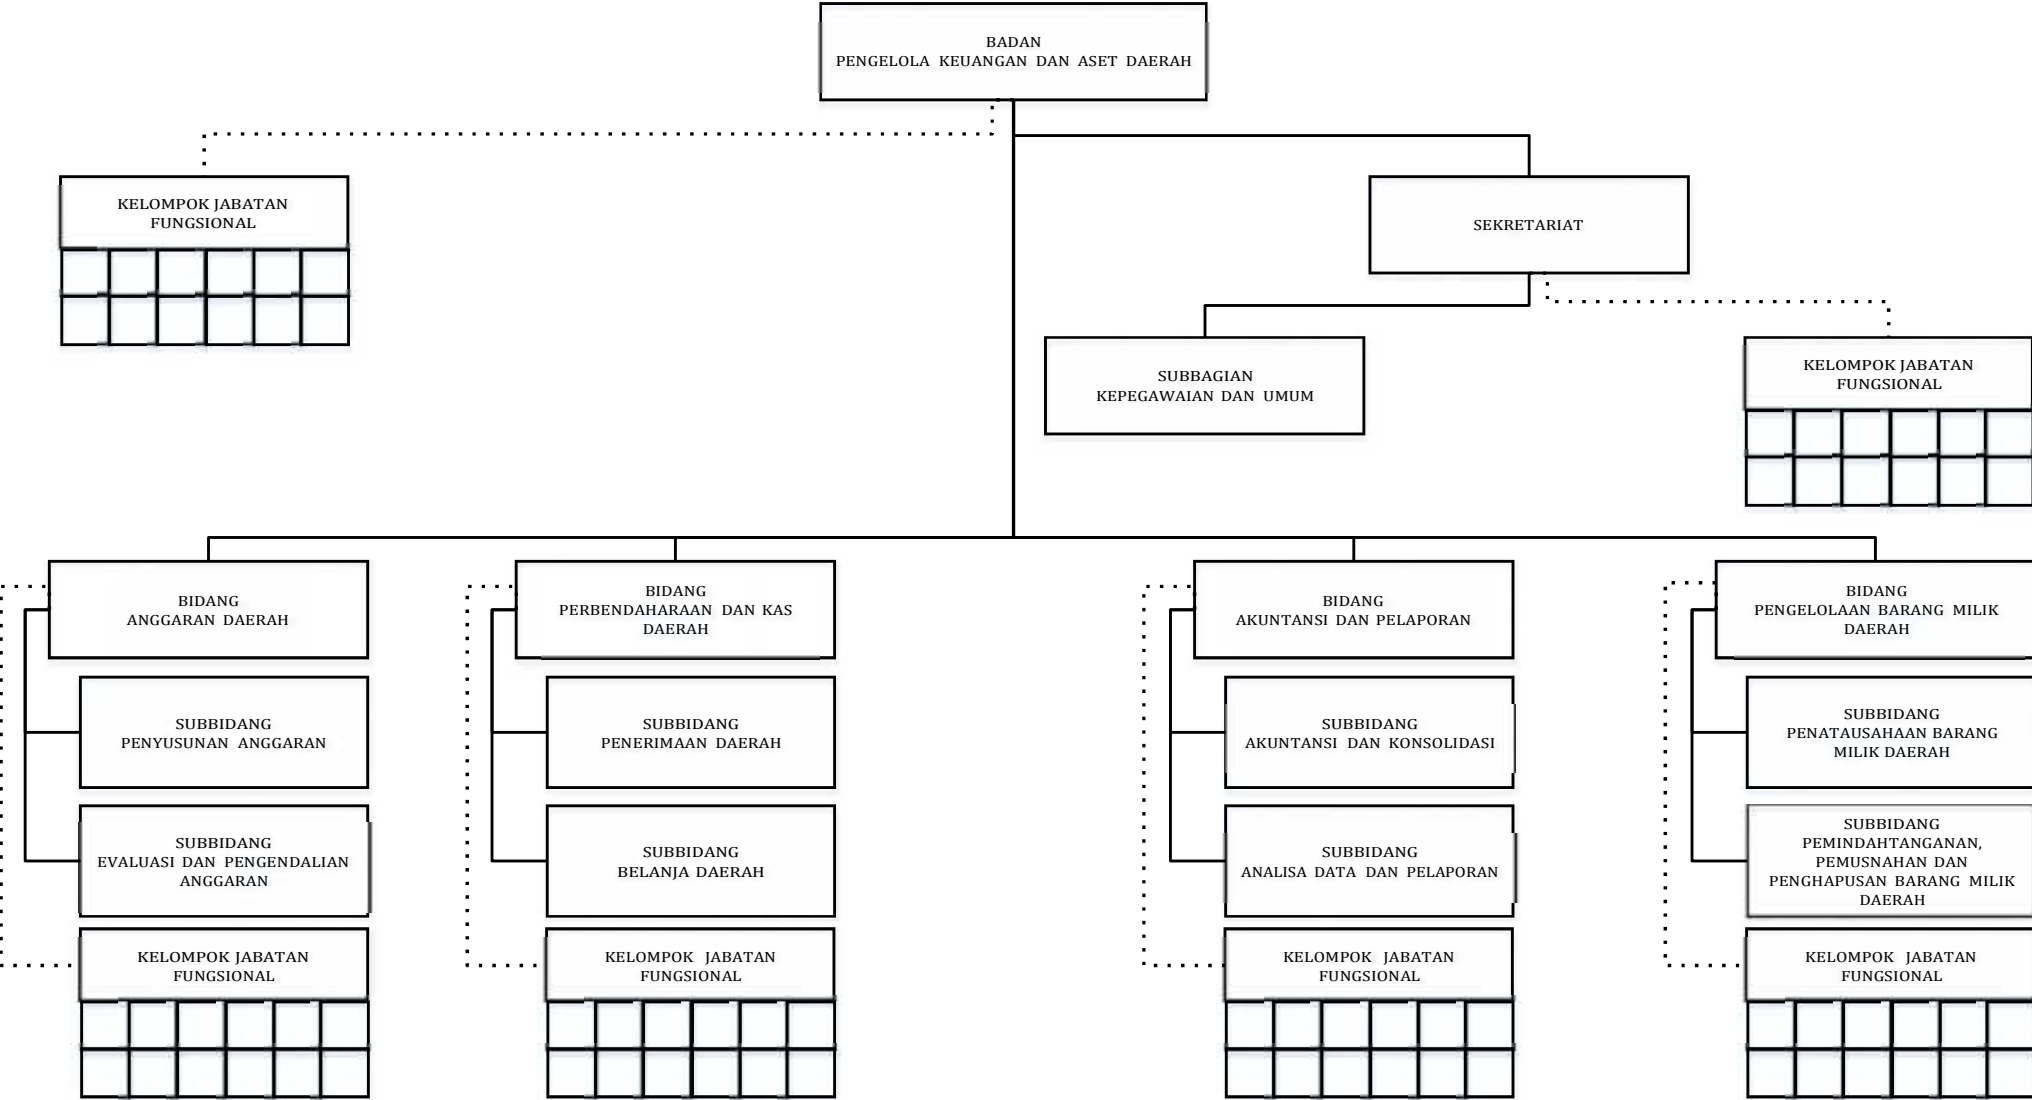 BADAN
PENGELOLA KEUANGAN DAN ASET DAERAH
KELOMPOK JABATAN
FUNGSIONAL
SEKRETARIAT
SUBBAGIAN
KEPEGAWAIAN DAN UMUM
KELOMPOK JABATAN
FUNGSIONAL
BIDANG
ANGGARAN DAERAH
SUBBIDANG
PENYUSUNAN ANGGARAN
SUBBIDANG
EVALUASI DAN PENGENDALIAN
ANGGARAN
KELOMPOK JABATAN
FUNGSIONAL
BIDANG
PERBENDAHARAAN DAN KAS
DAERAH
SUBBIDANG
PENERIMAAN DAERAH
SUBBIDANG
BELANJA DAERAH
KELOMPOK JABATAN
FUNGSIONAL
BIDANG
AKUNTANSI DAN PELAPORAN
SUBBIDANG
AKUNTANSI DAN KONSOLIDASI
SUBBIDANG
ANALISA DATA DAN PELAPORAN
KELOMPOK JABATAN
FUNGSIONAL
BIDANG
PENGELOLAAN BARANG MILIK
DAERAH
SUBBIDANG
PENATAUSAHAAN BARANG
MILIK DAERAH
SUBBIDANG
PEMINDAHTANGANAN,
PEMUSNAHAN DAN
PENGHAPUSAN BARANG MILIK
DAERAH
KELOMPOK JABATAN
FUNGSIONAL